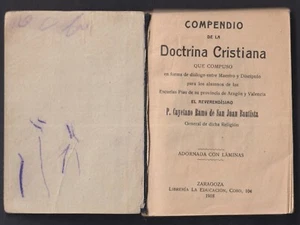 COMPENDIO
DE LA
Doctrina Cristiana
QUE COMPUSO
en forma de diálogo entre Maestro y Discípulo
para los alumnos de las
Escuelas Pías de su provincia de Aragón y Valencia
EL REVERENDÍSIMO
P. Cayetano Ramo de San Juan Bautista
General de dicha Religión
ADORNADA CON LÁMINAS
ZARAGOZA
LIBRERÍA LA EDUCACIÓN, COSO, 104